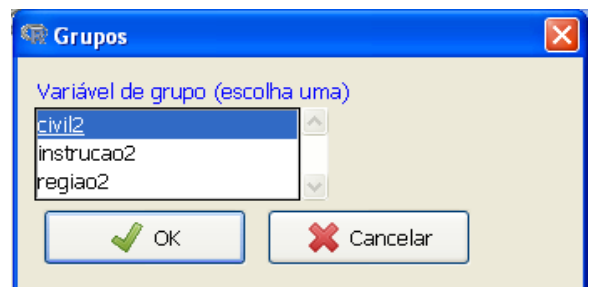 Grupos
Variável de grupo (escolha uma)
civil2
instrucao2
regiao2
OK
Cancelar